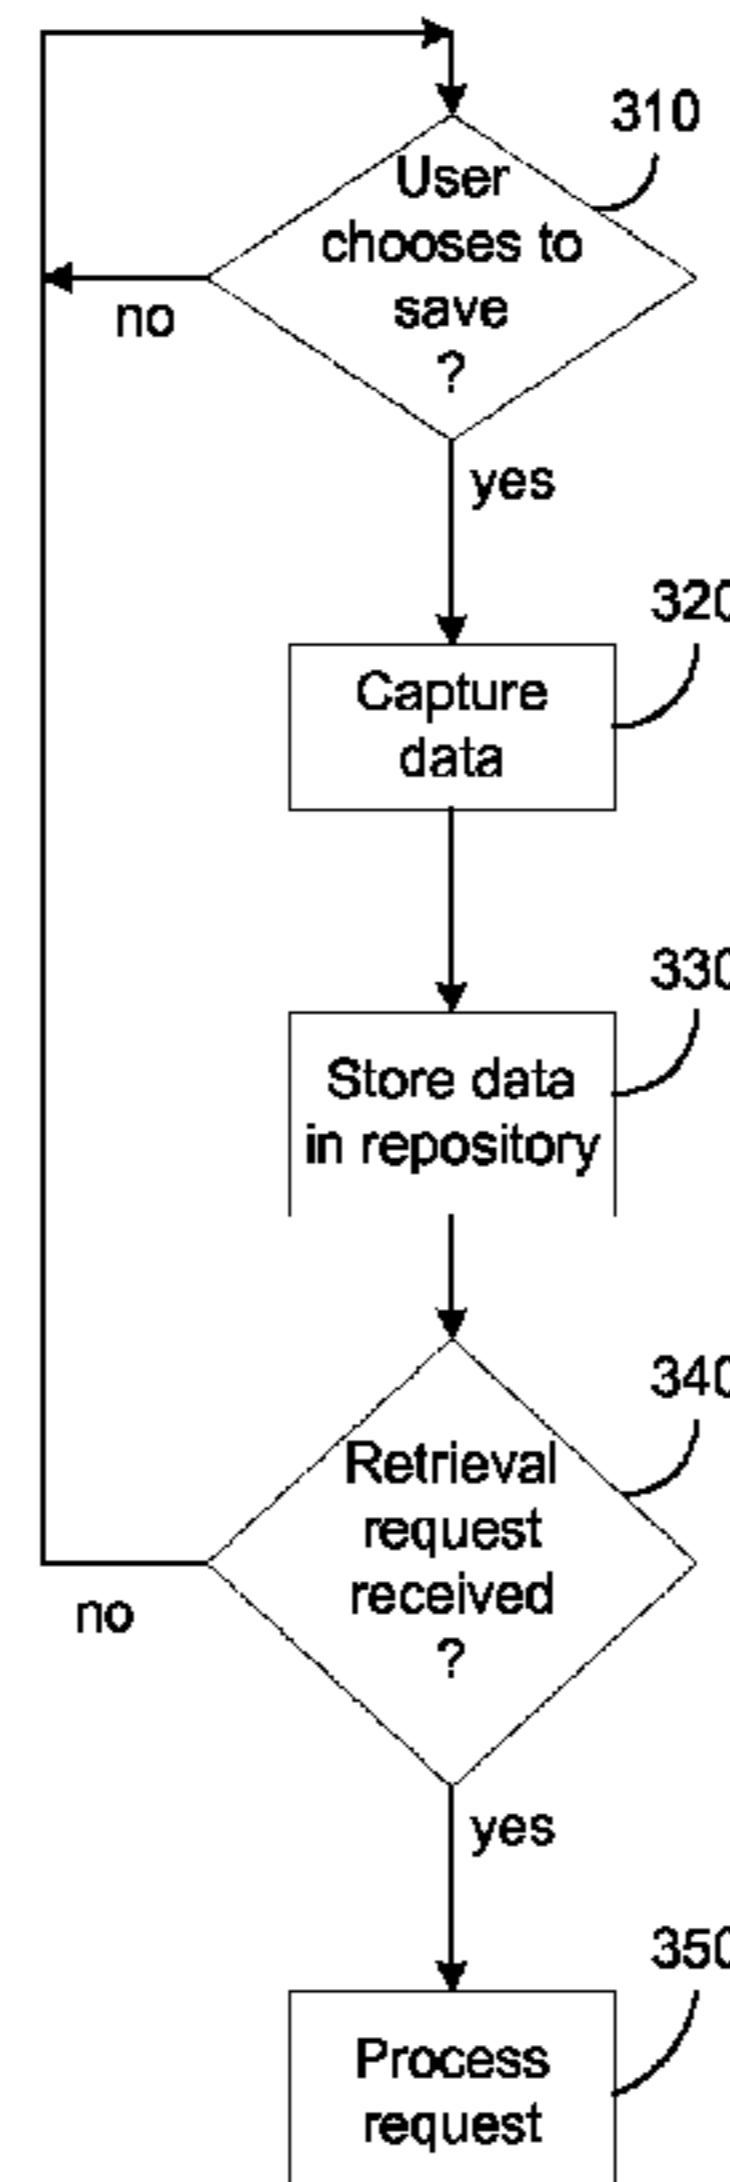 310
User
chooses to
save
?
no
yes
320
Capture
data
330
Store data
in repository
340
Retrieval
request
received
?
no
yes
350
Process
request